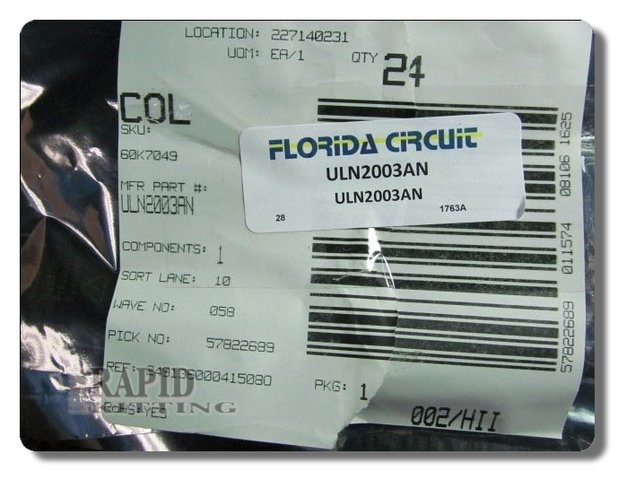 LOCATION: 227140231
UOM: EA/1 QTY 24
COL
SKU:
60K7049
MFR PART #:
ULN2003AN
COMPONENTS: 1
SORT LANE: 10
WAVE NO: 058
PICK NO: 57822689
REF:
PKG: 1
002/HII
FLORIDA CIRCUIT
ULN2003AN
ULN2003AN
28 1763A
57822689 011574 08106 1625
RAPID